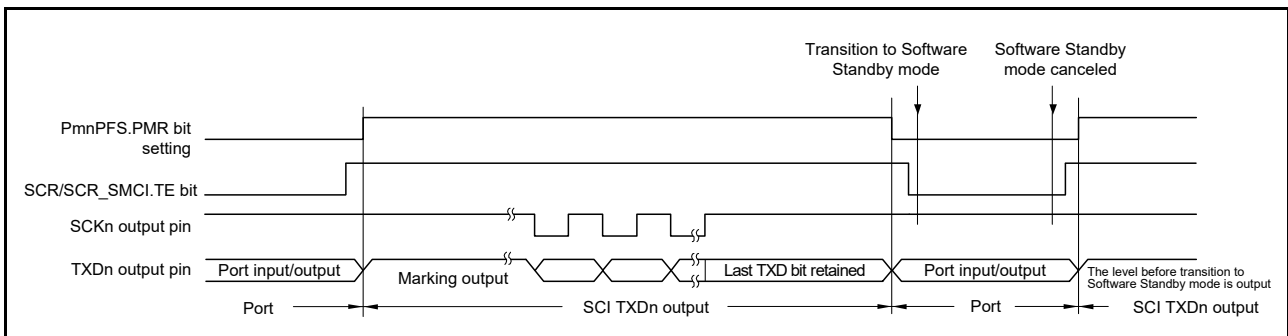 Transition to Software
Standby mode
Software Standby
mode canceled
PmnPFS.PMR bit
setting
SCR/SCR_SMCI.TE bit
SCKn output pin
TXDn output pin
Port input/output
Marking output
Last TXD bit retained
Port input/output
The level before transition to
Software Standby mode is output
Port
SCI TXDn output
Port
SCI TXDn output